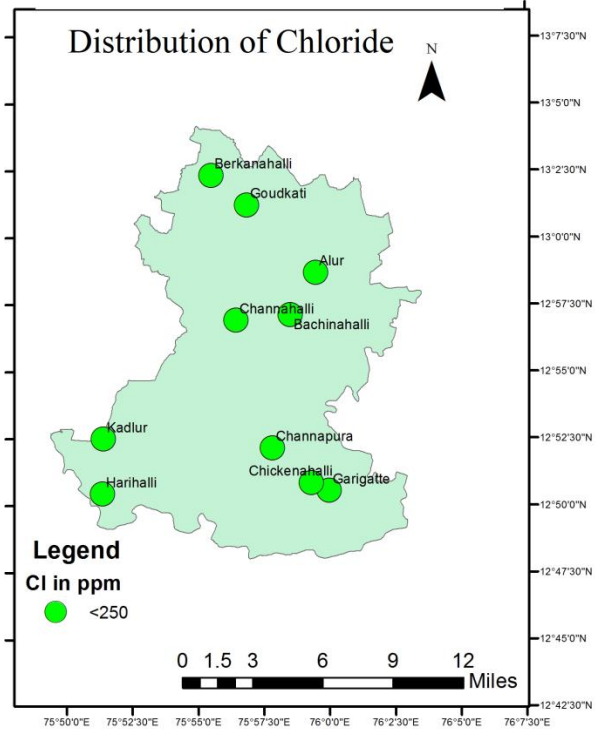 Distribution of Chloride
N
13°7'30"N
13°5'0"N
13°2'30"N
13°0'0"N
12°57'30"N
12°55'0"N
12°52'30"N
12°50'0"N
12°47'30"N
12°45'0"N
12°42'30"N
Berkanahalli
Goudkati
Alur
Channahalli
Bachinahalli
Kadlur
Channapura
Chickenahalli
Garigatte
Harihalli
Legend
Cl in ppm
<250
0 1.5 3 6 9 12
Miles
75°50'0"E 75°52'30"E 75°55'0"E 75°57'30"E 76°0'0"E 76°2'30"E 76°5'0"E 76°7'30"E